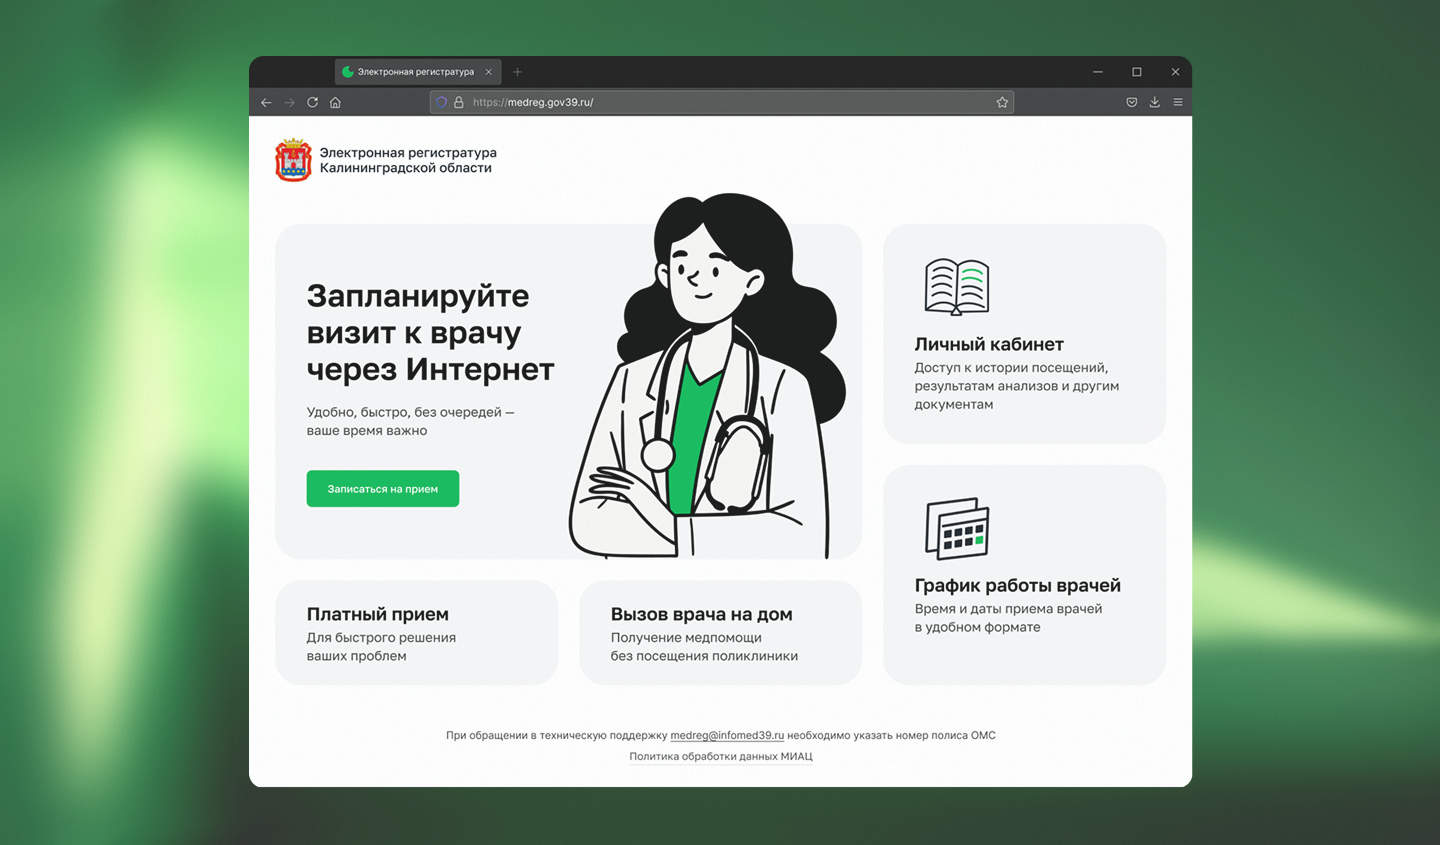 Электронная регистратура
https://medreg.gov39.ru/
Электронная регистратура
Калининградской области
Запланируйте
визит к врачу
через Интернет
Удобно, быстро, без очередей —
ваше время важно
Записаться на прием
Личный кабинет
Доступ к истории посещений,
результатам анализов и другим
документам
График работы врачей
Время и даты приема врачей
в удобном формате
Платный прием
Для быстрого решения
ваших проблем
Вызов врача на дом
Получение медпомощи
без посещения поликлиники
При обращении в техническую поддержку medreg@infomed39.ru необходимо указать номер полиса ОМС
Политика обработки данных МИАЦ